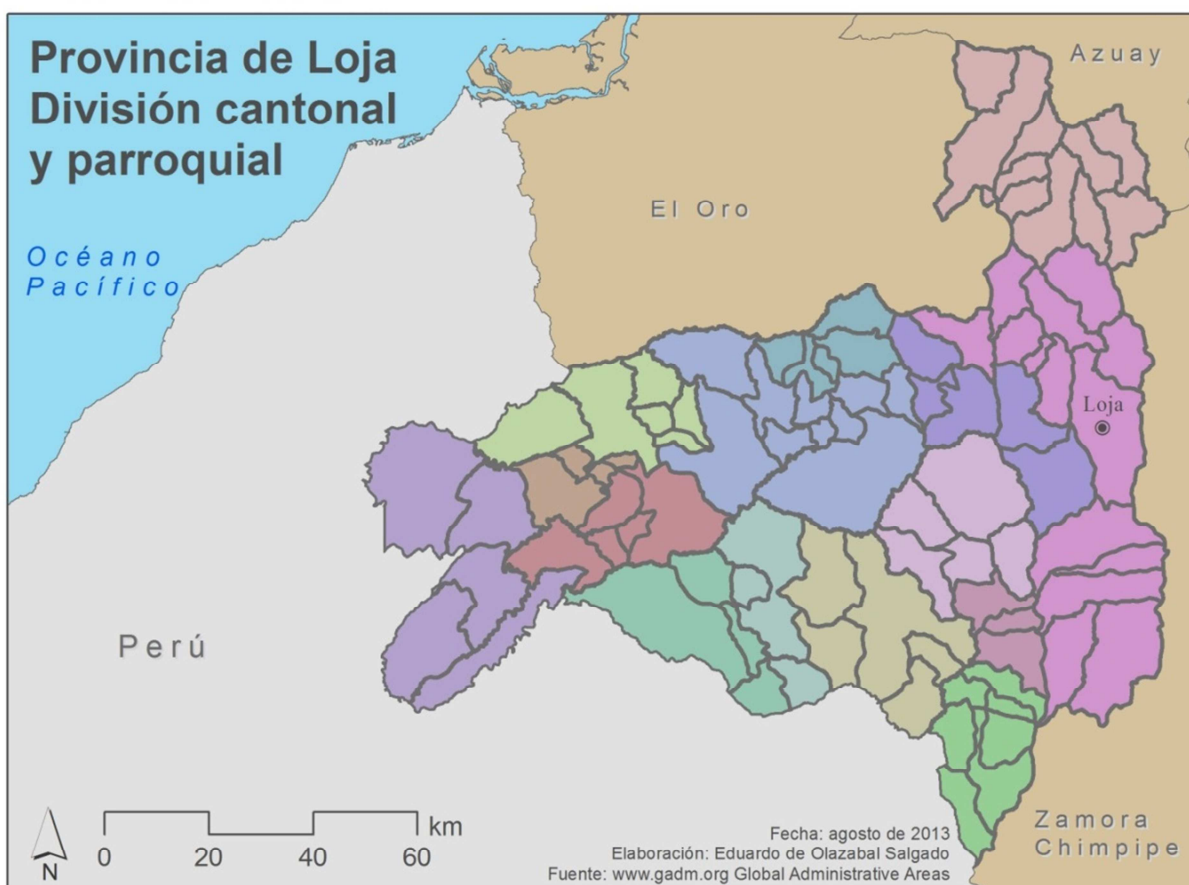 Provincia de Loja
División cantonal
y parroquial
Azuay
El Oro
Océano
Pacífico
Loja
Perú
Zamora
Chimpipe
km
0 20 40 60
N
Fecha: agosto de 2013
Elaboración: Eduardo de Olazabal Salgado
Fuente: www.gadm.org Global Administrative Areas